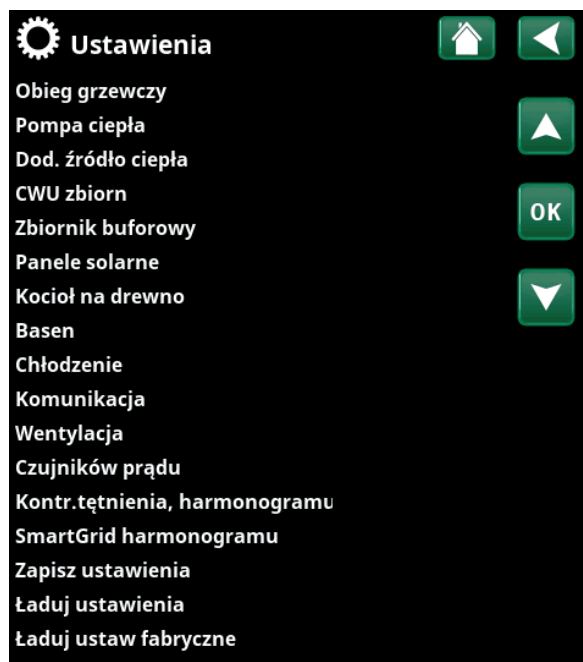 Ustawienia
Obieg grzewczy
Pompa ciepła
Dod. źródło ciepła
CWU zbiorn
Zbiornik buforowy
Panele solarne
Kocioł na drewno
Basen
Chłodzenie
Komunikacja
Wentylacja
Czujników prądu
Kontr.tętnienia, harmonogramu
SmartGrid harmonogramu
Zapisz ustawienia
Ładuj ustawienia
Ładuj ustaw fabryczne
OK